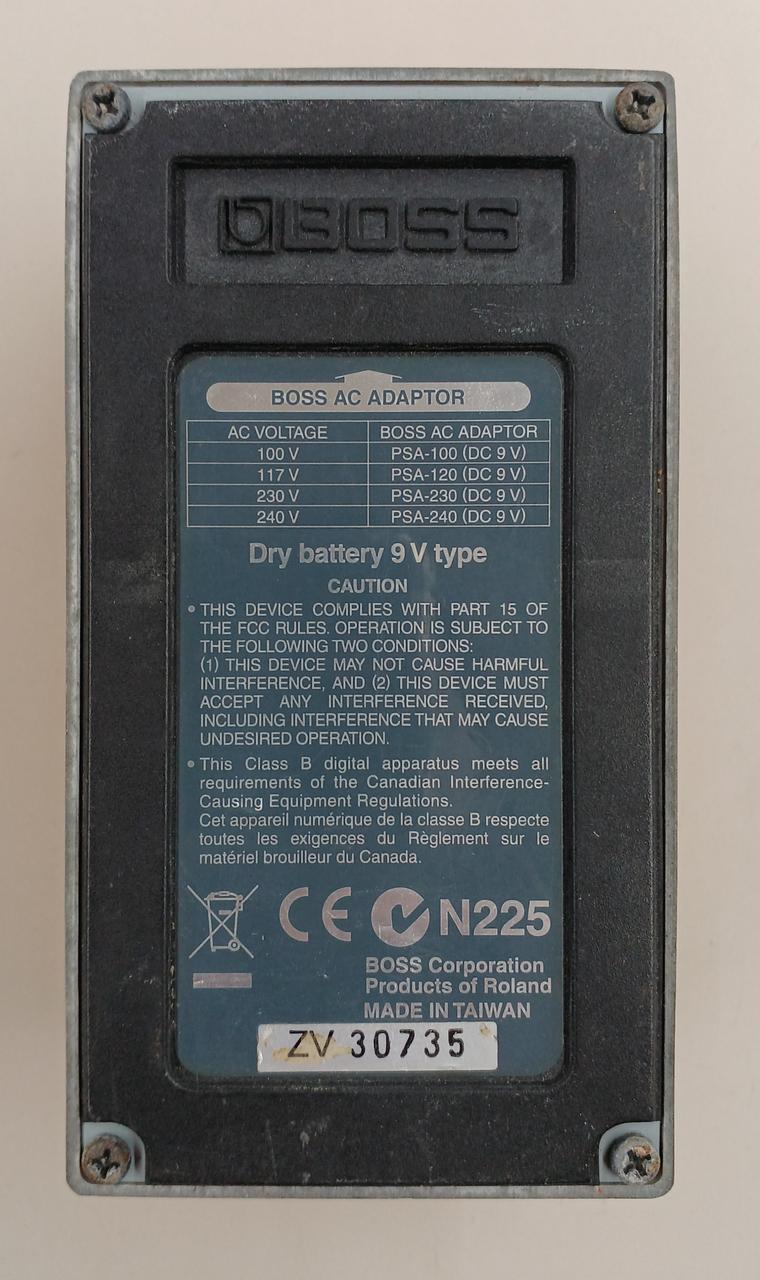 BOSS
BOSS AC ADAPTOR
AC VOLTAGE BOSS AC ADAPTOR
100 V PSA-100 (DC 9 V)
117 V PSA-120 (DC 9 V)
230 V PSA-230 (DC 9 V)
240 V PSA-240 (DC 9 V)
Dry battery 9 V type
CAUTION
• THIS DEVICE COMPLIES WITH PART 15 OF
THE FCC RULES. OPERATION IS SUBJECT TO
THE FOLLOWING TWO CONDITIONS:
(1) THIS DEVICE MAY NOT CAUSE HARMFUL
INTERFERENCE, AND (2) THIS DEVICE MUST
ACCEPT ANY INTERFERENCE RECEIVED,
INCLUDING INTERFERENCE THAT MAY CAUSE
UNDESIRED OPERATION.
• This Class B digital apparatus meets all
requirements of the Canadian Interference-
Causing Equipment Regulations.
Cet appareil numérique de la classe B respecte
toutes les exigences du Règlement sur le
matériel brouilleur du Canada.
CE N225
BOSS Corporation
Products of Roland
MADE IN TAIWAN
ZV 30735